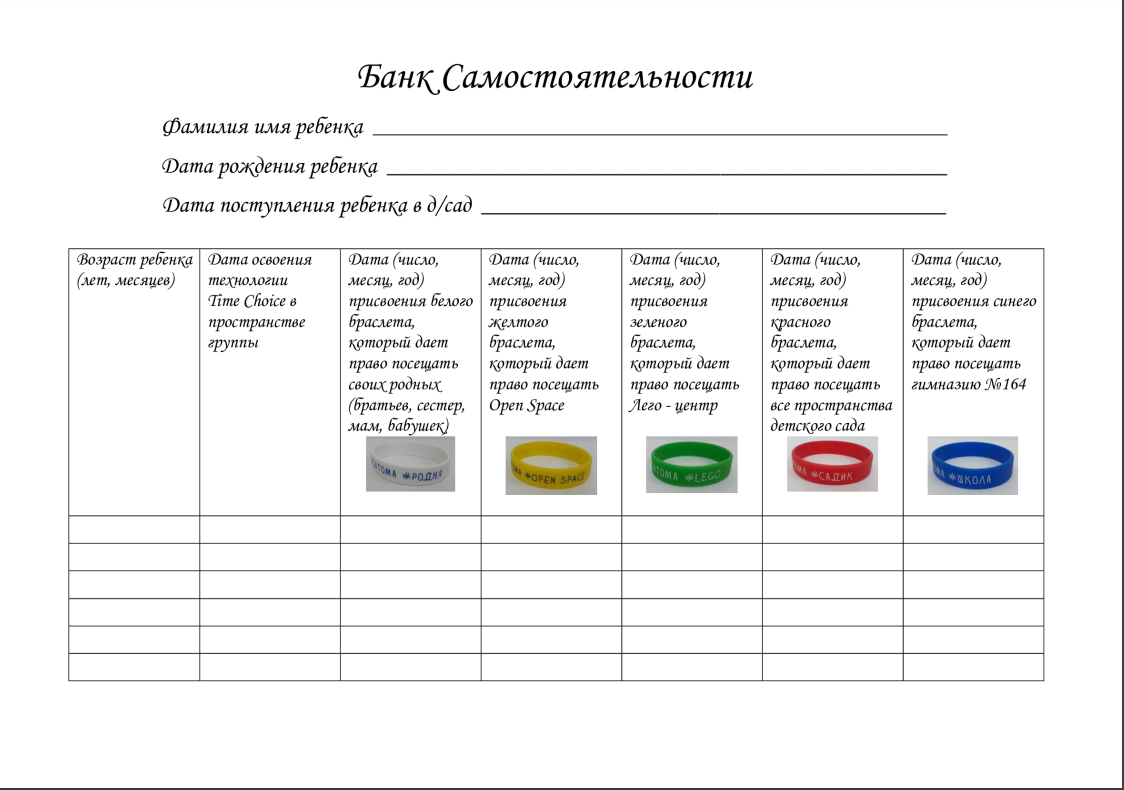 Банк Самостоятельности
Фамилия имя ребенка
Дата рождения ребенка
Дата поступления ребенка в д/сад
Возраст ребенка
(лет, месяцев)
Дата освоения
технологии
Time Choice в
пространстве
группы
Дата (число,
месяц, год)
присвоения белого
браслета,
который дает
право посещать
своих родных
(братьев, сестер,
мам, бабушек)
АТОМА #РОДНЯ
Дата (число,
месяц, год)
присвоения
желтого
браслета,
который дает
право посещать
Open Space
МА #OPEN SPACE
Дата (число,
месяц, год)
присвоения
зеленого
браслета,
который дает
право посещать
Лего - центр
АТОМА #LEGO
Дата (число,
месяц, год)
присвоения
красного
браслета,
который дает
право посещать
все пространства
детского сада
ОМА #САДИК
Дата (число,
месяц, год)
присвоения синего
браслета,
который дает
право посещать
гимназию №164
ОМА #ШКОЛА